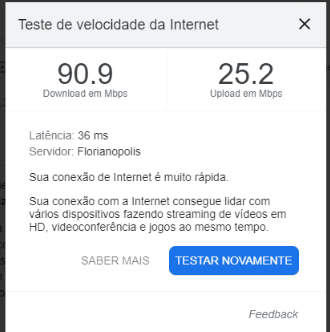 Teste de velocidade da Internet
90.9
Download em Mbps
25.2
Upload em Mbps
Latência: 36 ms
Servidor: Florianopolis
Sua conexão de Internet é muito rápida.
Sua conexão com a Internet consegue lidar com
vários dispositivos fazendo streaming de vídeos em
HD, videoconferência e jogos ao mesmo tempo.
SABER MAIS
TESTAR NOVAMENTE
Feedback